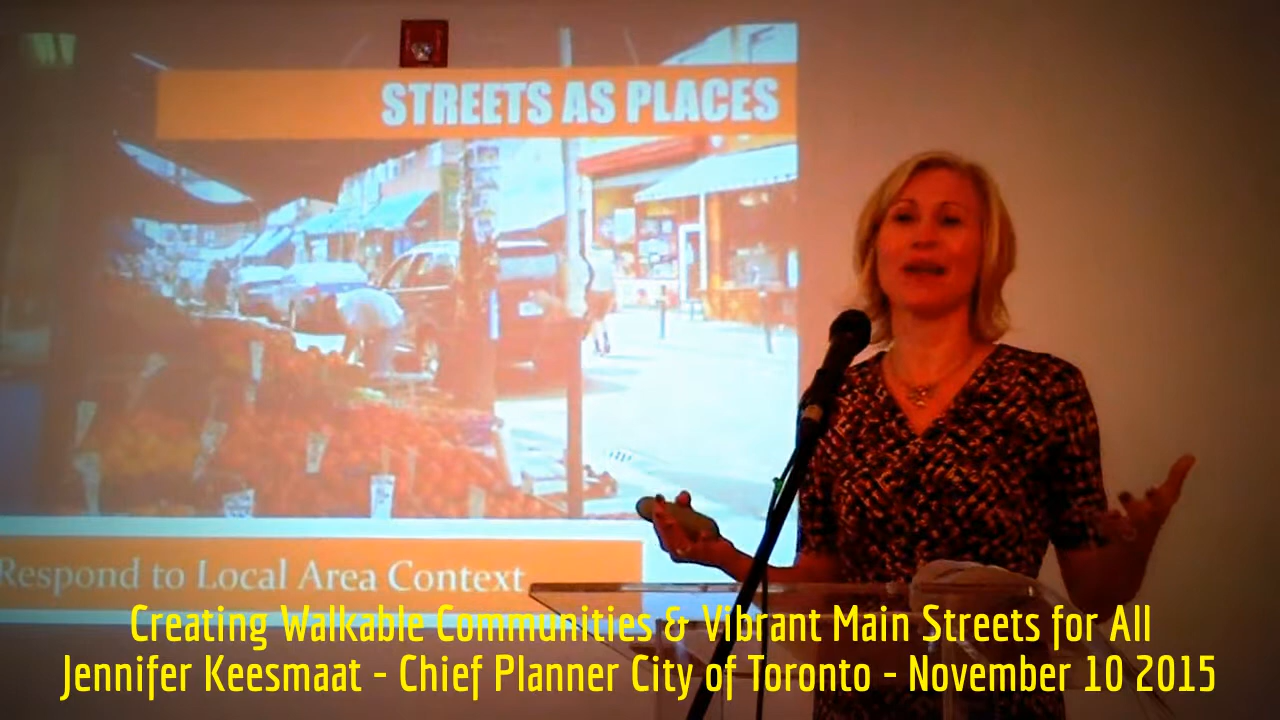 STREETS AS PLACES
Respond to Local Area Context
Creating Walkable Communities & Vibrant Main Streets for All
Jennifer Keesmaat - Chief Planner City of Toronto - November 10 2015